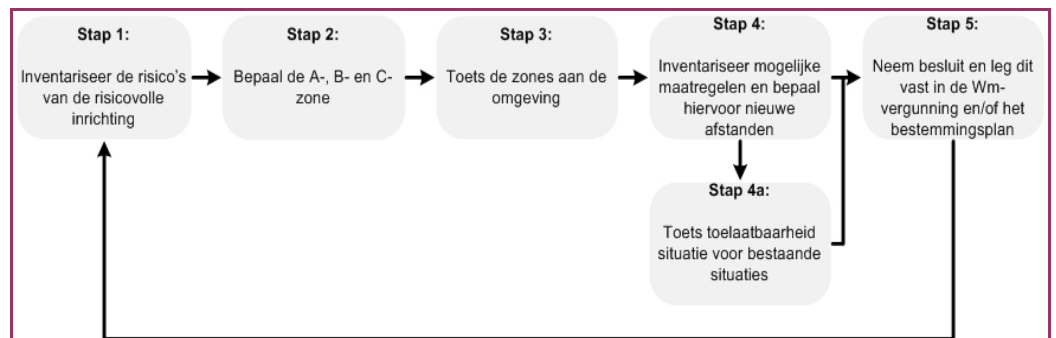 Stap 1:
Inventariseer de risico's
van de risicovolle
inrichting
Stap 2:
Bepaal de A-, B- en C-
zone
Stap 3:
Toets de zones aan de
omgeving
Stap 4:
Inventariseer mogelijke
maatregelen en bepaal
hiervoor nieuwe
afstanden
Stap 4a:
Toets toelaatbaarheid
situatie voor bestaande
situaties
Stap 5:
Neem besluit en leg dit
vast in de Wm-
vergunning en/of het
bestemmingsplan